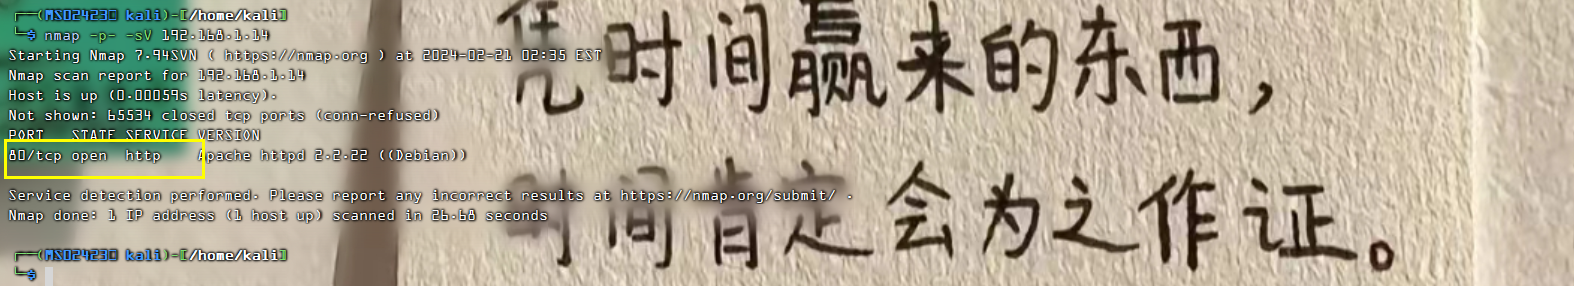 ┌──(MS02423㉿ kali)-[/home/kali]
└─$ nmap -p- -sV 192.168.1.14
Starting Nmap 7.94SVN ( https://nmap.org ) at 2024-02-21 02:35 EST
Nmap scan report for 192.168.1.14
Host is up (0.00059s latency).
Not shown: 65534 closed tcp ports (conn-refused)
PORT   STATE SERVICE VERSION
80/tcp open  http    Apache httpd 2.2.22 ((Debian))
Service detection performed. Please report any incorrect results at https://nmap.org/submit/ .
Nmap done: 1 IP address (1 host up) scanned in 26.68 seconds
┌──(MS02423㉿ kali)-[/home/kali]
└─$
凭时间赢来的东西，
时间肯定会为之作证。